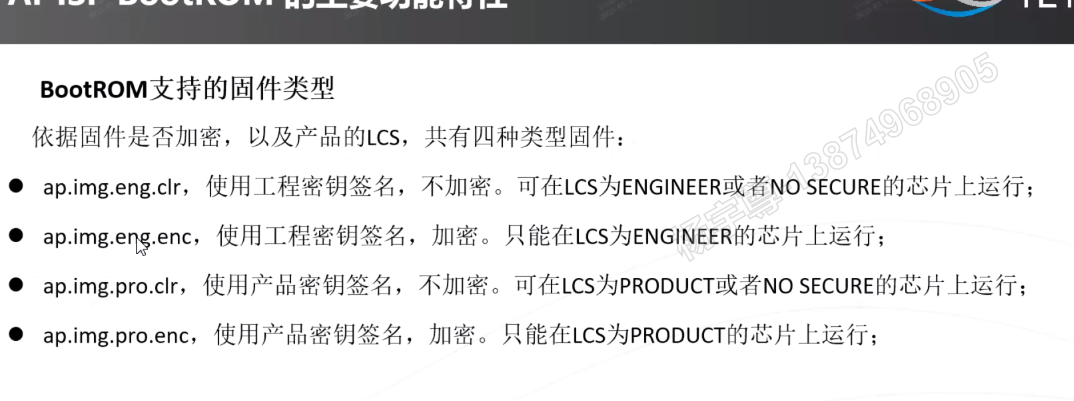 AP ISP BootROM 的主要功能特性
BootROM支持的固件类型
依据固件是否加密，以及产品的LCS，共有四种类型固件：
● ap.img.eng.clr，使用工程密钥签名，不加密。可在LCS为ENGINEER或者NO SECURE的芯片上运行；
● ap.img.eng.enc，使用工程密钥签名，加密。只能在LCS为ENGINEER的芯片上运行；
● ap.img.pro.clr，使用产品密钥签名，不加密。可在LCS为PRODUCT或者NO SECURE的芯片上运行；
● ap.img.pro.enc，使用产品密钥签名，加密。只能在LCS为PRODUCT的芯片上运行；
13874968905